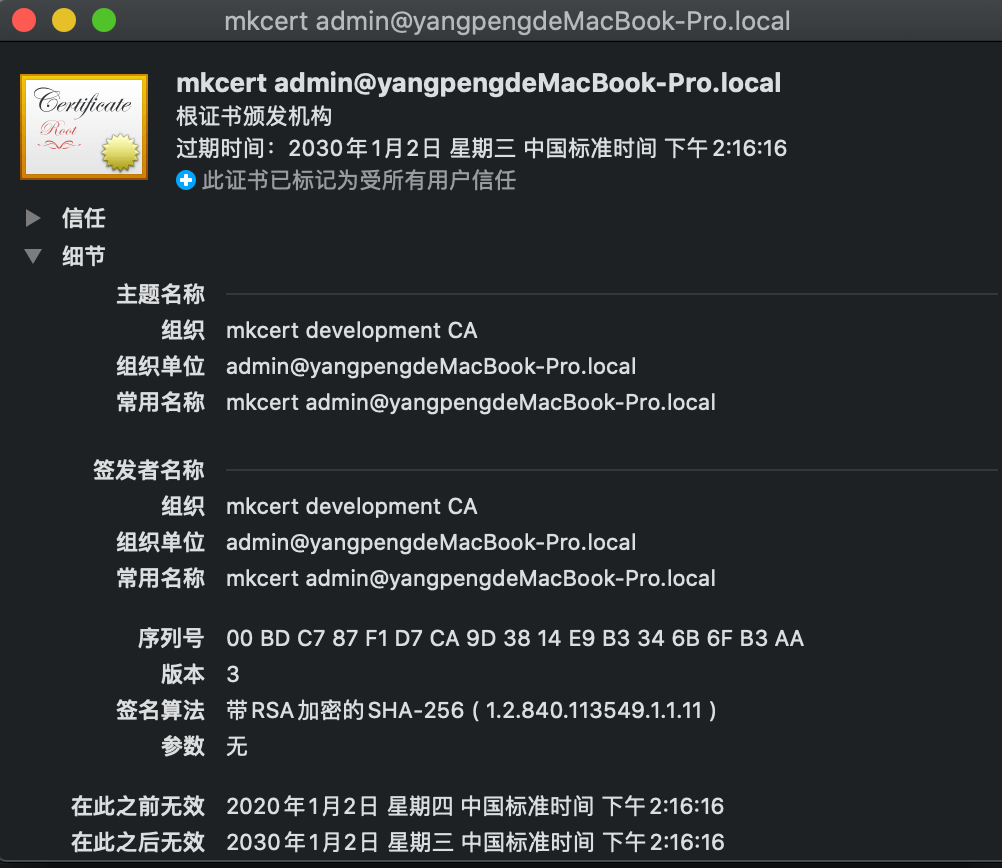 mkcert admin@yangpengdeMacBook-Pro.local
Certificate
Root
mkcert admin@yangpengdeMacBook-Pro.local
根证书颁发机构
过期时间：2030年1月2日 星期三 中国标准时间 下午2:16:16
此证书已标记为受所有用户信任
信任
细节
主题名称
组织 mkcert development CA
组织单位 admin@yangpengdeMacBook-Pro.local
常用名称 mkcert admin@yangpengdeMacBook-Pro.local
签发者名称
组织 mkcert development CA
组织单位 admin@yangpengdeMacBook-Pro.local
常用名称 mkcert admin@yangpengdeMacBook-Pro.local
序列号 00 BD C7 87 F1 D7 CA 9D 38 14 E9 B3 34 6B 6F B3 AA
版本 3
签名算法 带RSA加密的SHA-256 ( 1.2.840.113549.1.1.11 )
参数 无
在此之前无效 2020年1月2日 星期四 中国标准时间 下午2:16:16
在此之后无效 2030年1月2日 星期三 中国标准时间 下午2:16:16